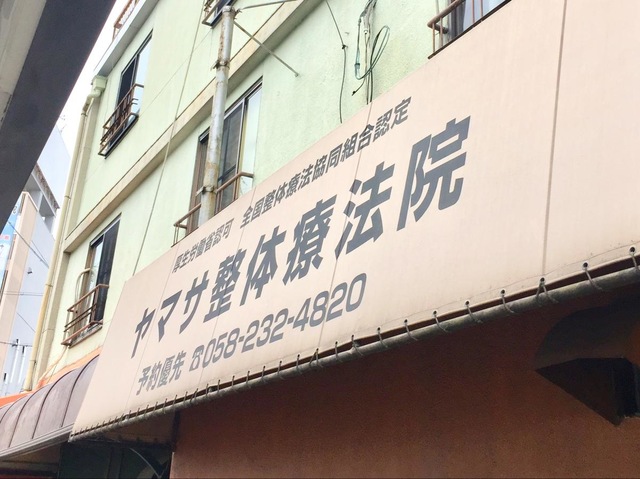 厚生労働省認可 全国整体療法協同組合認定
ヤマサ整体療法院
予約優先 ☎058-232-4820